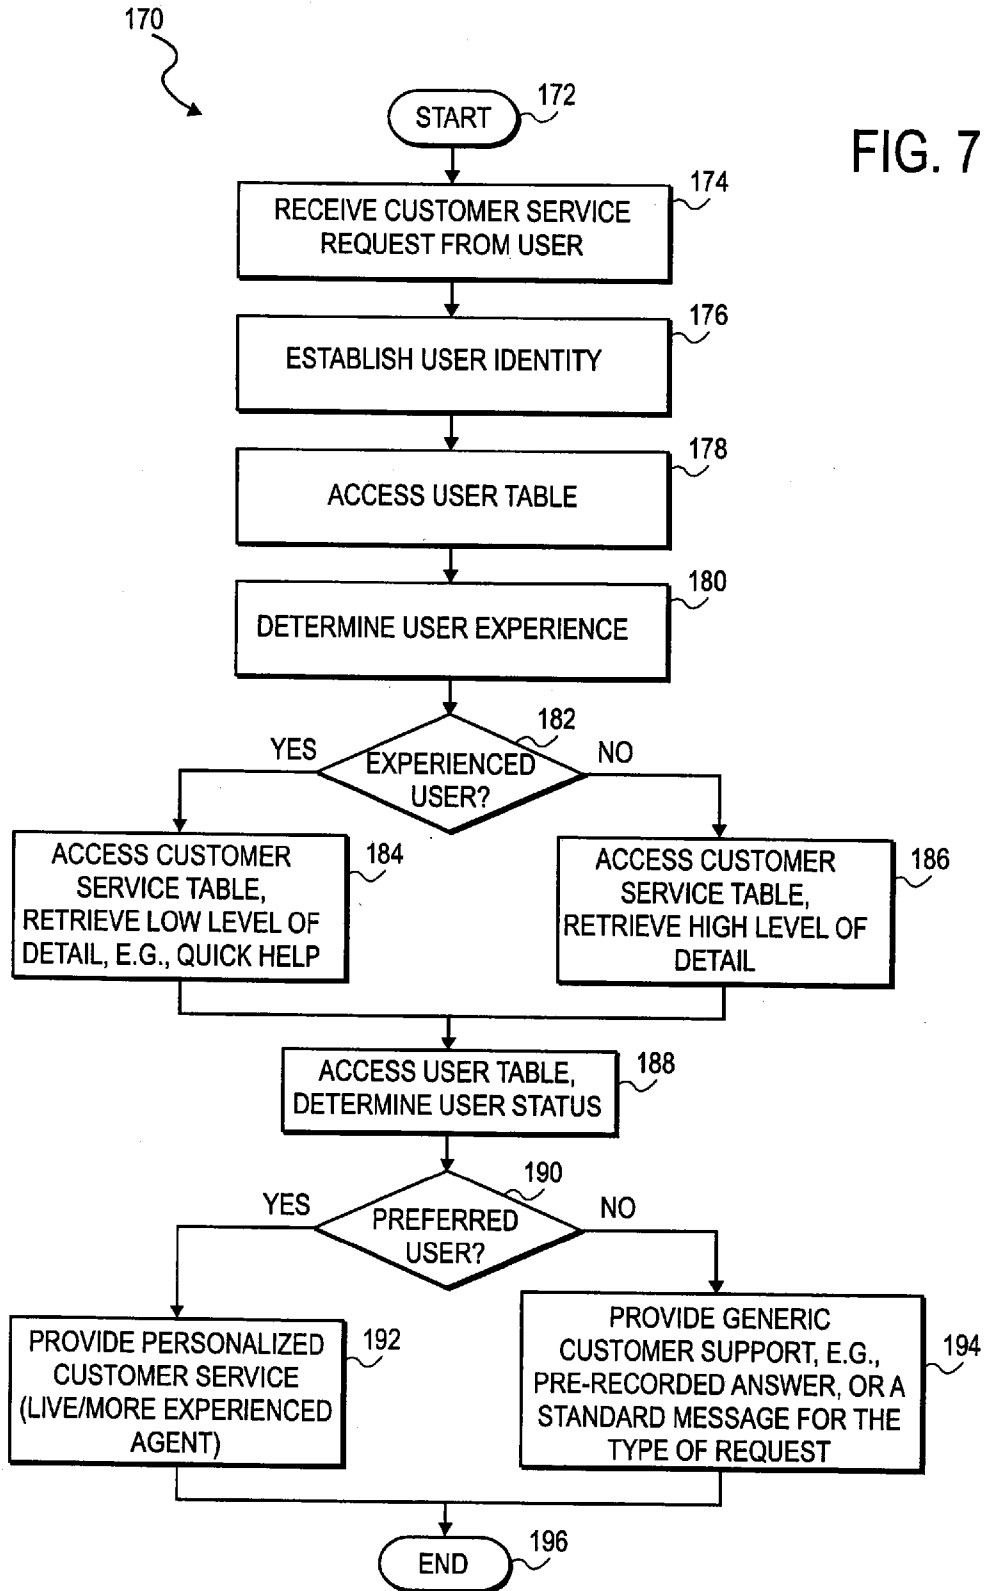 170
START
172
FIG. 7
RECEIVE CUSTOMER SERVICE
REQUEST FROM USER
174
ESTABLISH USER IDENTITY
176
ACCESS USER TABLE
178
DETERMINE USER EXPERIENCE
180
182
YES
EXPERIENCED
USER?
NO
ACCESS CUSTOMER
SERVICE TABLE,
RETRIEVE LOW LEVEL OF
DETAIL, E.G., QUICK HELP
184
ACCESS CUSTOMER
SERVICE TABLE,
RETRIEVE HIGH LEVEL OF
DETAIL
186
ACCESS USER TABLE,
DETERMINE USER STATUS
188
190
YES
PREFERRED
USER?
NO
PROVIDE PERSONALIZED
CUSTOMER SERVICE
(LIVE/MORE EXPERIENCED
AGENT)
192
PROVIDE GENERIC
CUSTOMER SUPPORT, E.G.,
PRE-RECORDED ANSWER, OR A
STANDARD MESSAGE FOR THE
TYPE OF REQUEST
194
END
196